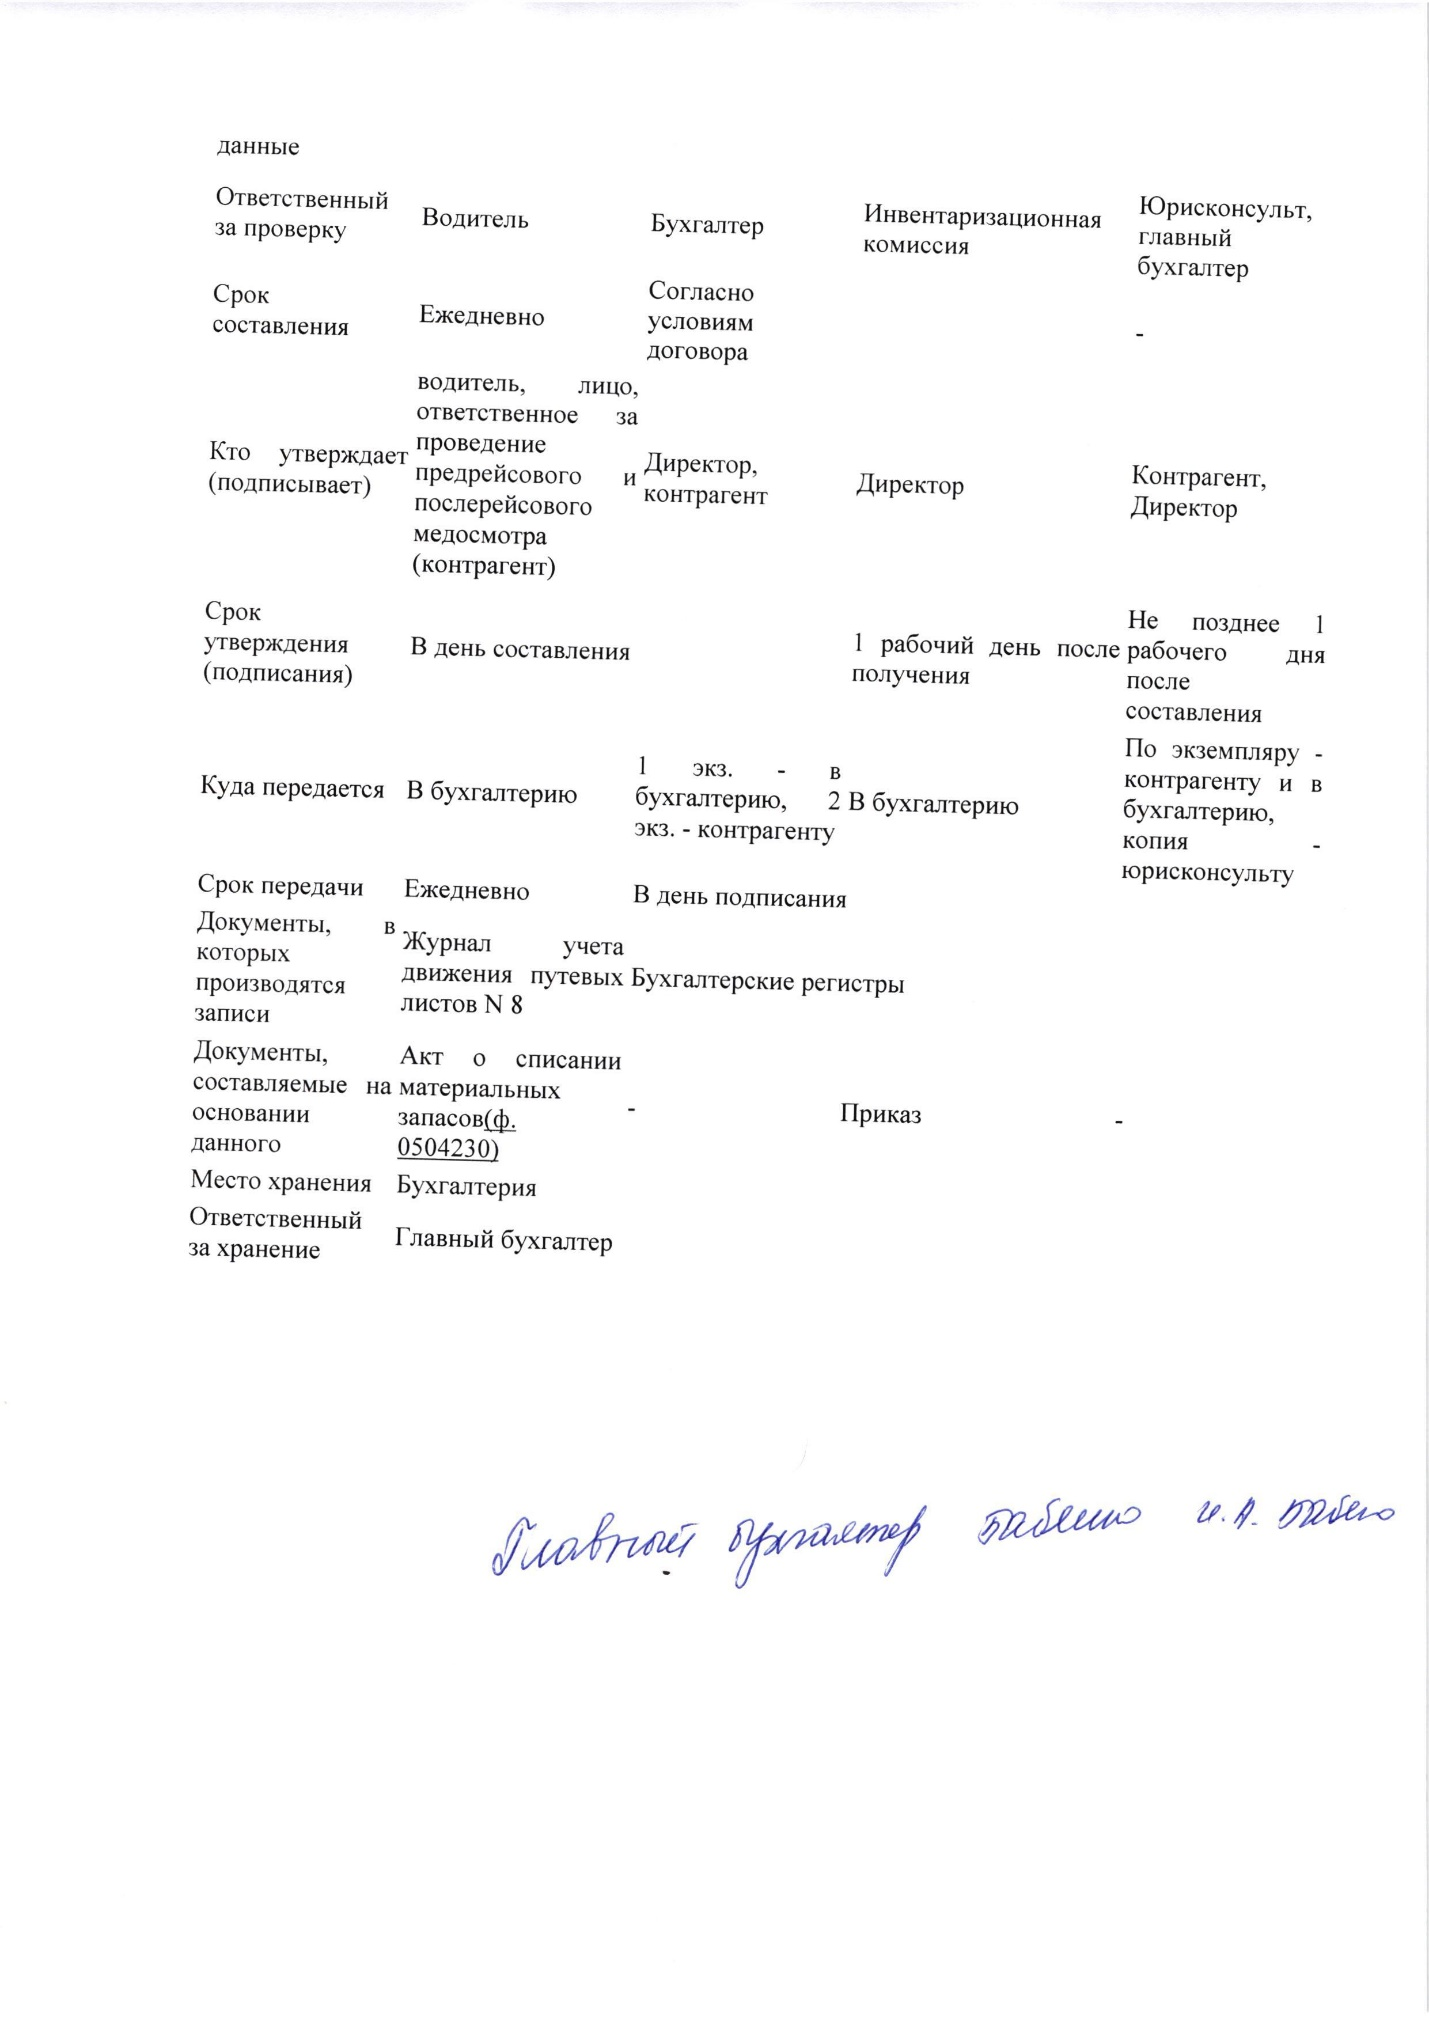 данные
Ответственный
за проверку
Водитель
Бухгалтер
Инвентаризационная
комиссия
Юрисконсульт,
главный
бухгалтер
Срок
составления
Ежедневно
Согласно
условиям
договора
-
Кто утверждает
(подписывает)
водитель, лицо,
ответственное за
проведение
предрейсового и
послерейсового
медосмотра
(контрагент)
Директор,
контрагент
Директор
Контрагент,
Директор
Срок
утверждения
(подписания)
В день составления
1 рабочий день после
получения
Не позднее 1
рабочего дня
после
составления
Куда передается
В бухгалтерию
1 экз. - в
бухгалтерию, 2
экз. - контрагенту
В бухгалтерию
По экземпляру -
контрагенту и в
бухгалтерию,
копия -
юрисконсульту
Срок передачи
Ежедневно
В день подписания
Документы, в
которых
производятся
записи
Журнал учета
движения путевых
листов N 8
Бухгалтерские регистры
Документы,
составляемые на
основании
данного
Акт о списании
материальных
запасов(ф.
0504230)
-
Приказ
-
Место хранения
Бухгалтерия
Ответственный
за хранение
Главный бухгалтер
Главный бухгалтер